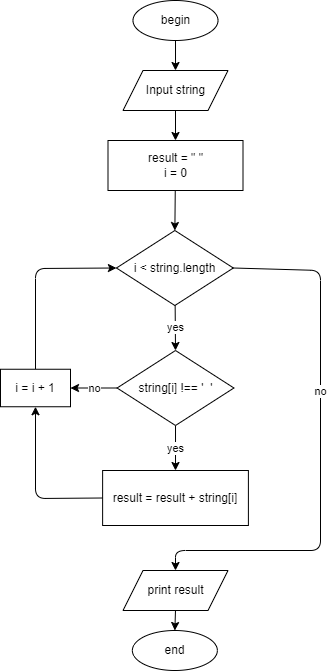 begin
Input string
result = " "
i = 0
i < string.length
yes
no
string[i] !== '  '
no
i = i + 1
yes
result = result + string[i]
print result
end